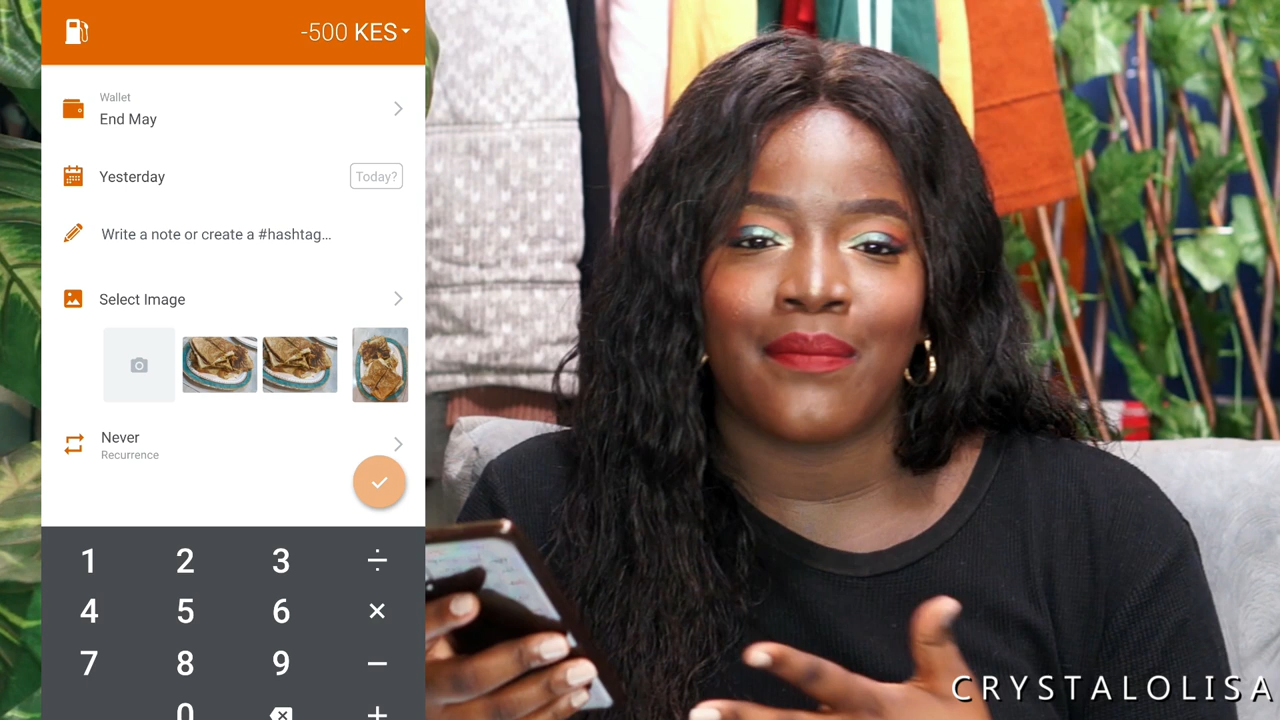 -500 KES
Wallet
End May
Yesterday
Today?
Write a note or create a #hashtag...
Select Image
Never
Recurrence
1 2 3 ÷
4 5 6 ×
7 8 9 −
0 +
CRYSTALOLISA